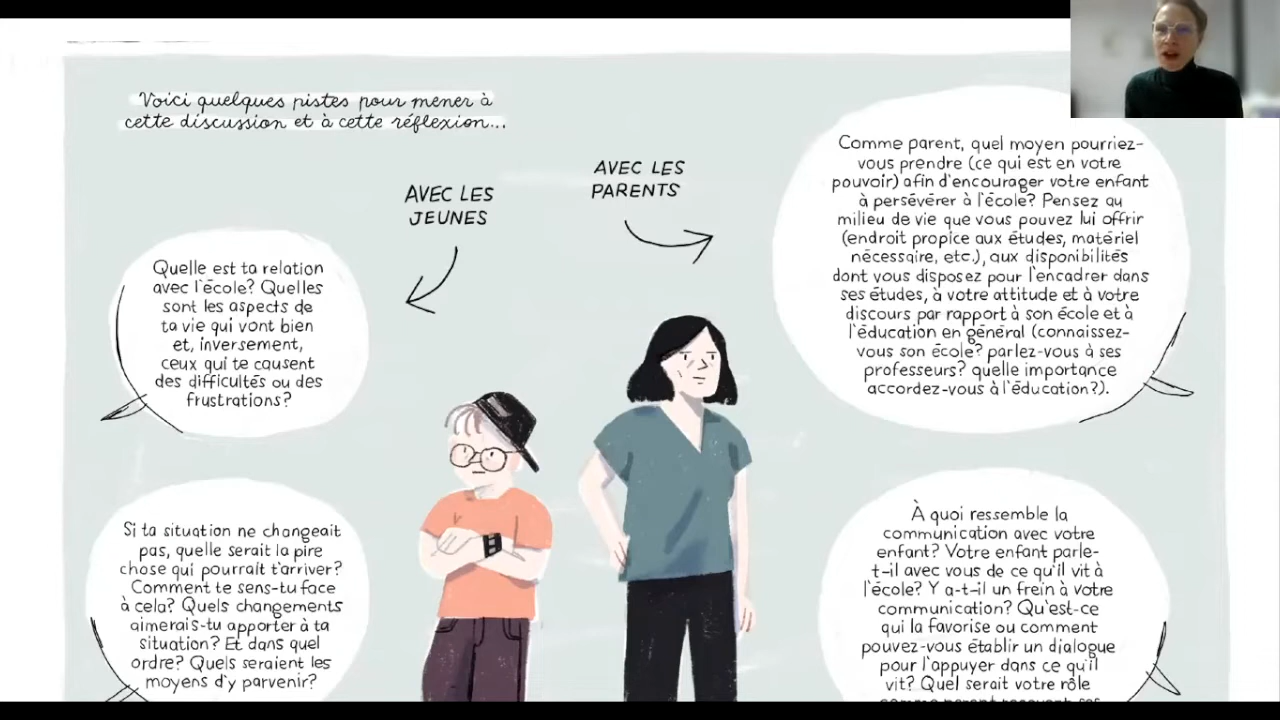 Voici quelques pistes pour mener à
cette discussion et à cette réflexion...
AVEC LES
JEUNES
AVEC LES
PARENTS
Quelle est ta relation
avec l'école? Quelles
sont les aspects de
ta vie qui vont bien
et, inversement,
ceux qui te causent
des difficultés ou des
frustrations?
Si ta situation ne changeait
pas, quelle serait la pire
chose qui pourrait t'arriver?
Comment te sens-tu face
à cela? Quels changements
aimerais-tu apporter à ta
situation? Et dans quel
ordre? Quels seraient les
moyens d'y parvenir?
Comme parent, quel moyen pourriez-
vous prendre (ce qui est en votre
pouvoir) afin d'encourager votre enfant
à persévérer à l'école? Pensez au
milieu de vie que vous pouvez lui offrir
(endroit propice aux études, matériel
nécessaire, etc.), aux disponibilités
dont vous disposez pour l'encadrer dans
ses études, à votre attitude et à votre
discours par rapport à son école et à
l'éducation en général (connaissez-
vous son école? parlez-vous à ses
professeurs? quelle importance
accordez-vous à l'éducation?).
À quoi ressemble la
communication avec votre
enfant? Votre enfant parle-
t-il avec vous de ce qu'il vit à
l'école? Y a-t-il un frein à votre
communication? Qu'est-ce
qui la favorise ou comment
pouvez-vous établir un dialogue
pour l'appuyer dans ce qu'il
vit? Quel serait votre rôle